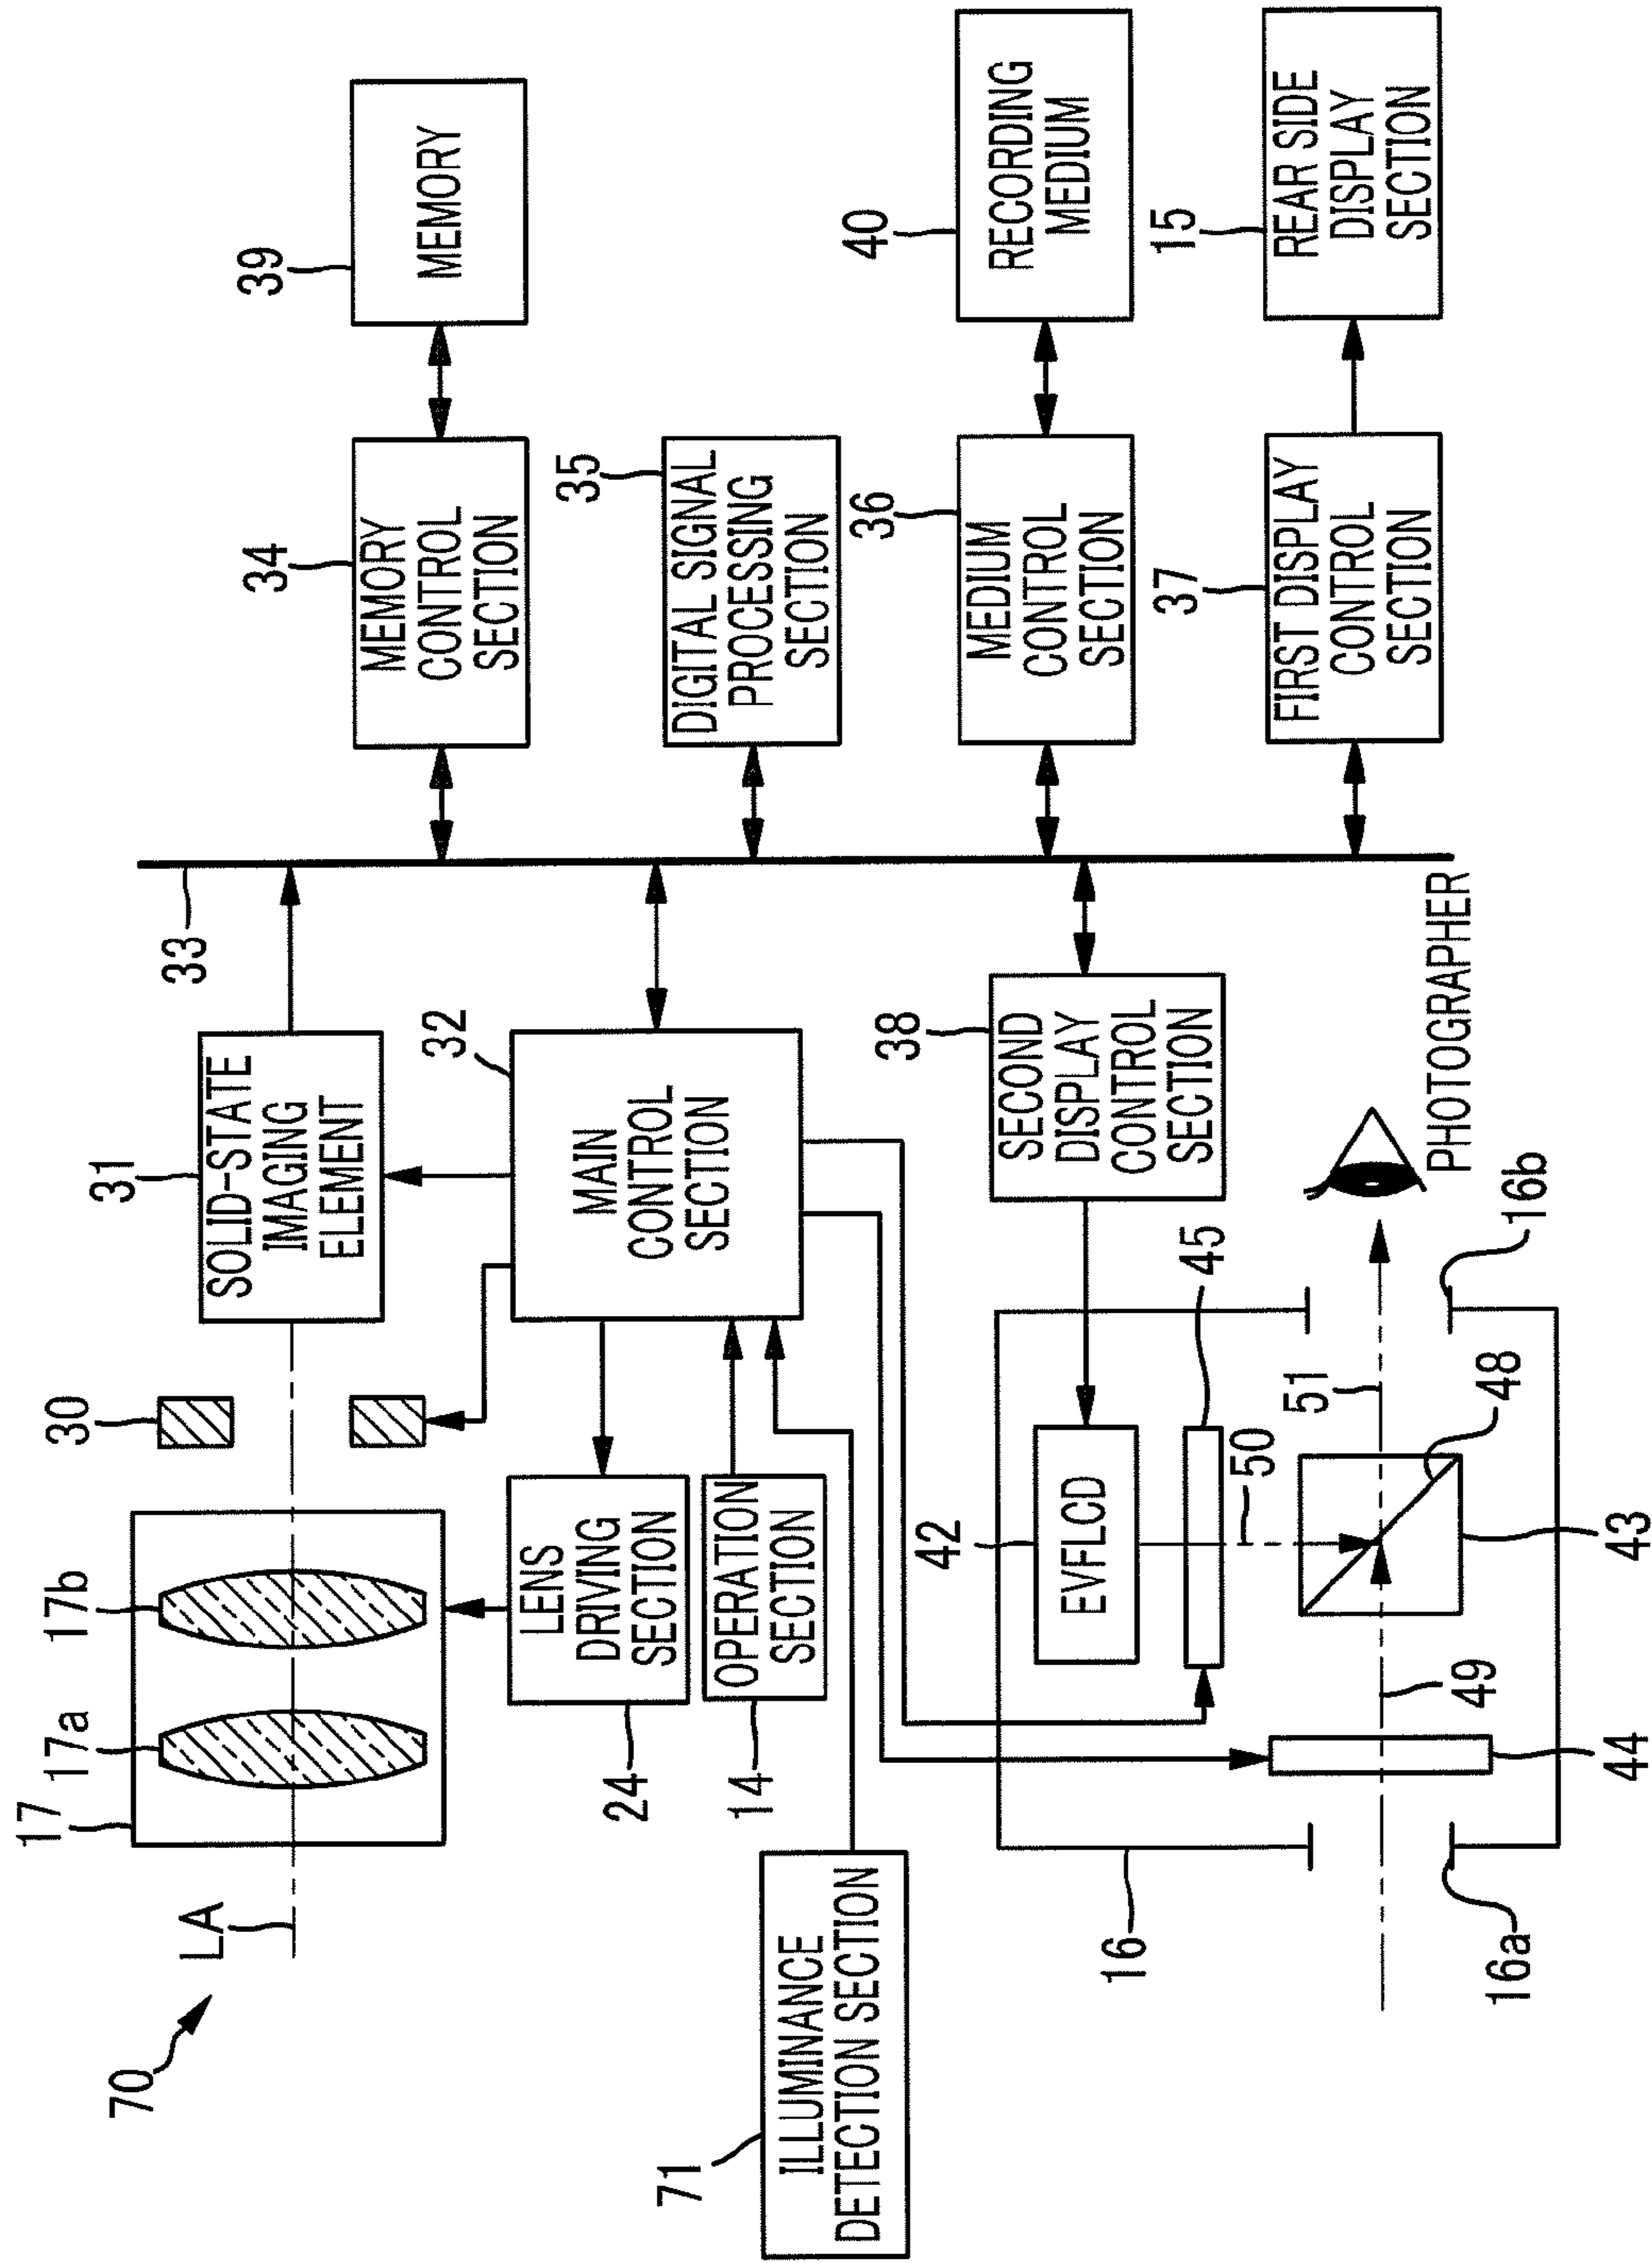 70
LA
17
17a
17b
30
31
SOLID-STATE
IMAGING
ELEMENT
33
34
MEMORY
CONTROL
SECTION
39
MEMORY
24
LENS
DRIVING
SECTION
14
OPERATION
SECTION
32
MAIN
CONTROL
SECTION
35
DIGITAL SIGNAL
PROCESSING
SECTION
71
ILLUMINANCE
DETECTION SECTION
36
MEDIUM
CONTROL
SECTION
40
RECORDING
MEDIUM
38
SECOND
DISPLAY
CONTROL
SECTION
37
FIRST DISPLAY
CONTROL
SECTION
15
REAR SIDE
DISPLAY
SECTION
16
42
EVFLCD
45
50
51
48
49
16a
44
43
16b
PHOTOGRAPHER